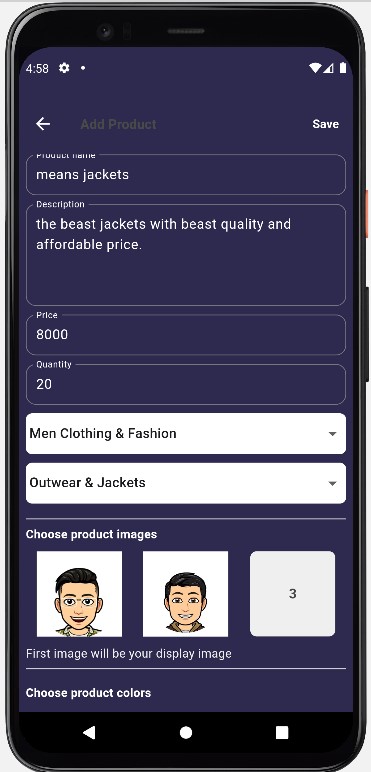 4:58
Add Product
Save
Product name
means jackets
Description
the beast jackets with beast quality and
affordable price.
Price
8000
Quantity
20
Men Clothing & Fashion
Outwear & Jackets
Choose product images
3
First image will be your display image
Choose product colors